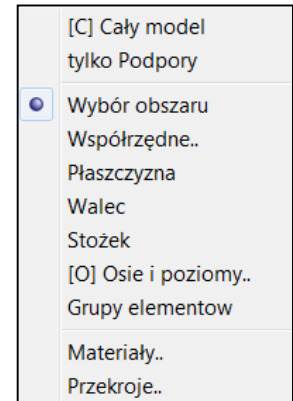 [C] Cały model
tylko Podpory
Wybór obszaru
Współrzędne..
Płaszczyzna
Walec
Stożek
[O] Osie i poziomy..
Grupy elementow
Materiały..
Przekroje..